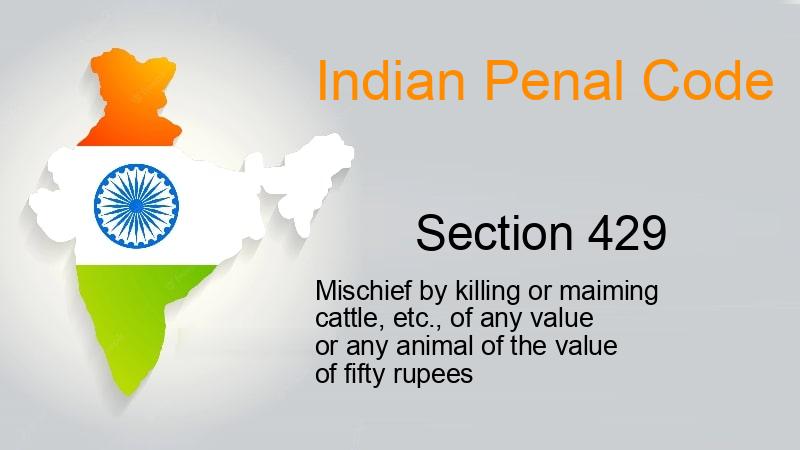 Indian Penal Code
Section 429
Mischief by killing or maiming
cattle, etc., of any value
or any animal of the value
of fifty rupees